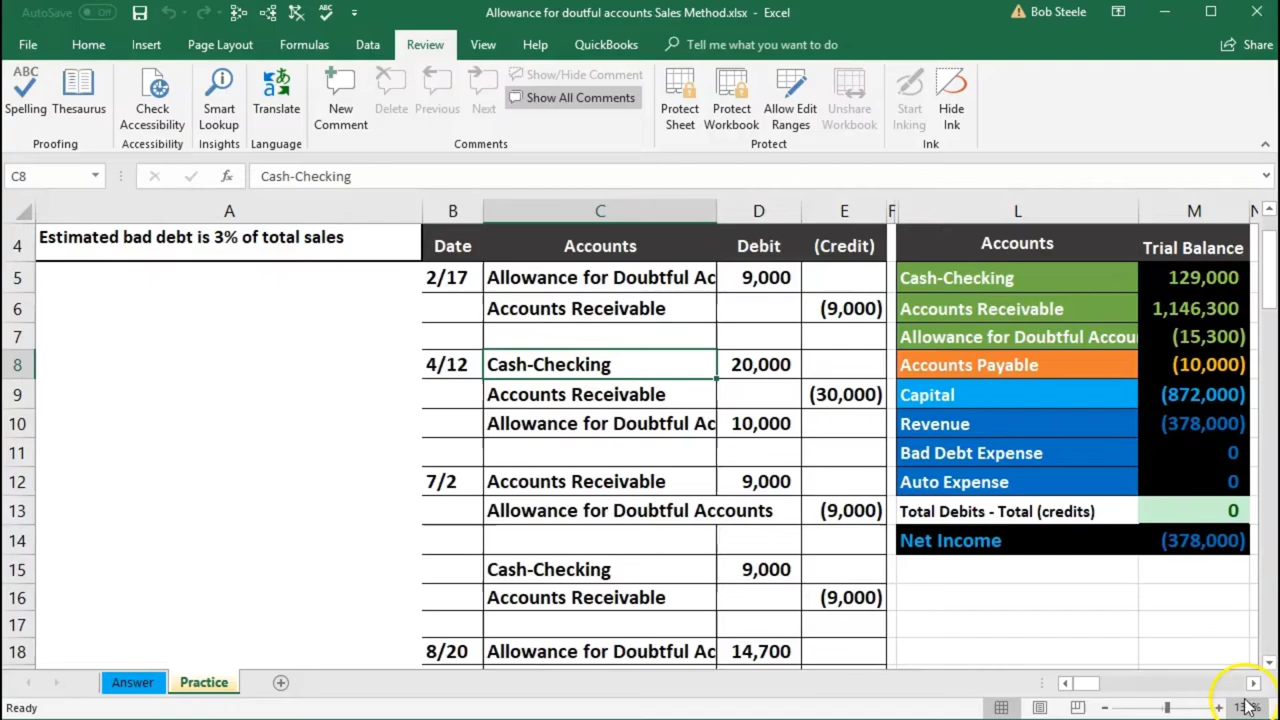 AutoSave Off Allowance for doutful accounts Sales Method.xlsx - Excel Bob Steele
File Home Insert Page Layout Formulas Data Review View Help QuickBooks Tell me what you want to do Share
ABC ABC
Spelling Thesaurus Check Accessibility Smart Lookup Translate New Comment Delete Previous Next Show/Hide Comment Show All Comments Protect Sheet Protect Workbook Allow Edit Ranges Unshare Workbook Start Inking Hide Ink
Proofing Accessibility Insights Language Comments Protect Ink
C8 fx Cash-Checking
A B C D E F L M N
4 Estimated bad debt is 3% of total sales Date Accounts Debit (Credit) Accounts Trial Balance
5 2/17 Allowance for Doubtful Ac 9,000 Cash-Checking 129,000
6 Accounts Receivable (9,000) Accounts Receivable 1,146,300
7 Allowance for Doubtful Accou (15,300)
8 4/12 Cash-Checking 20,000 Accounts Payable (10,000)
9 Accounts Receivable (30,000) Capital (872,000)
10 Allowance for Doubtful Ac 10,000 Revenue (378,000)
11 Bad Debt Expense 0
12 7/2 Accounts Receivable 9,000 Auto Expense 0
13 Allowance for Doubtful Accounts (9,000) Total Debits - Total (credits) 0
14 Net Income (378,000)
15 Cash-Checking 9,000
16 Accounts Receivable (9,000)
17
18 8/20 Allowance for Doubtful Ac 14,700
Answer Practice
Ready